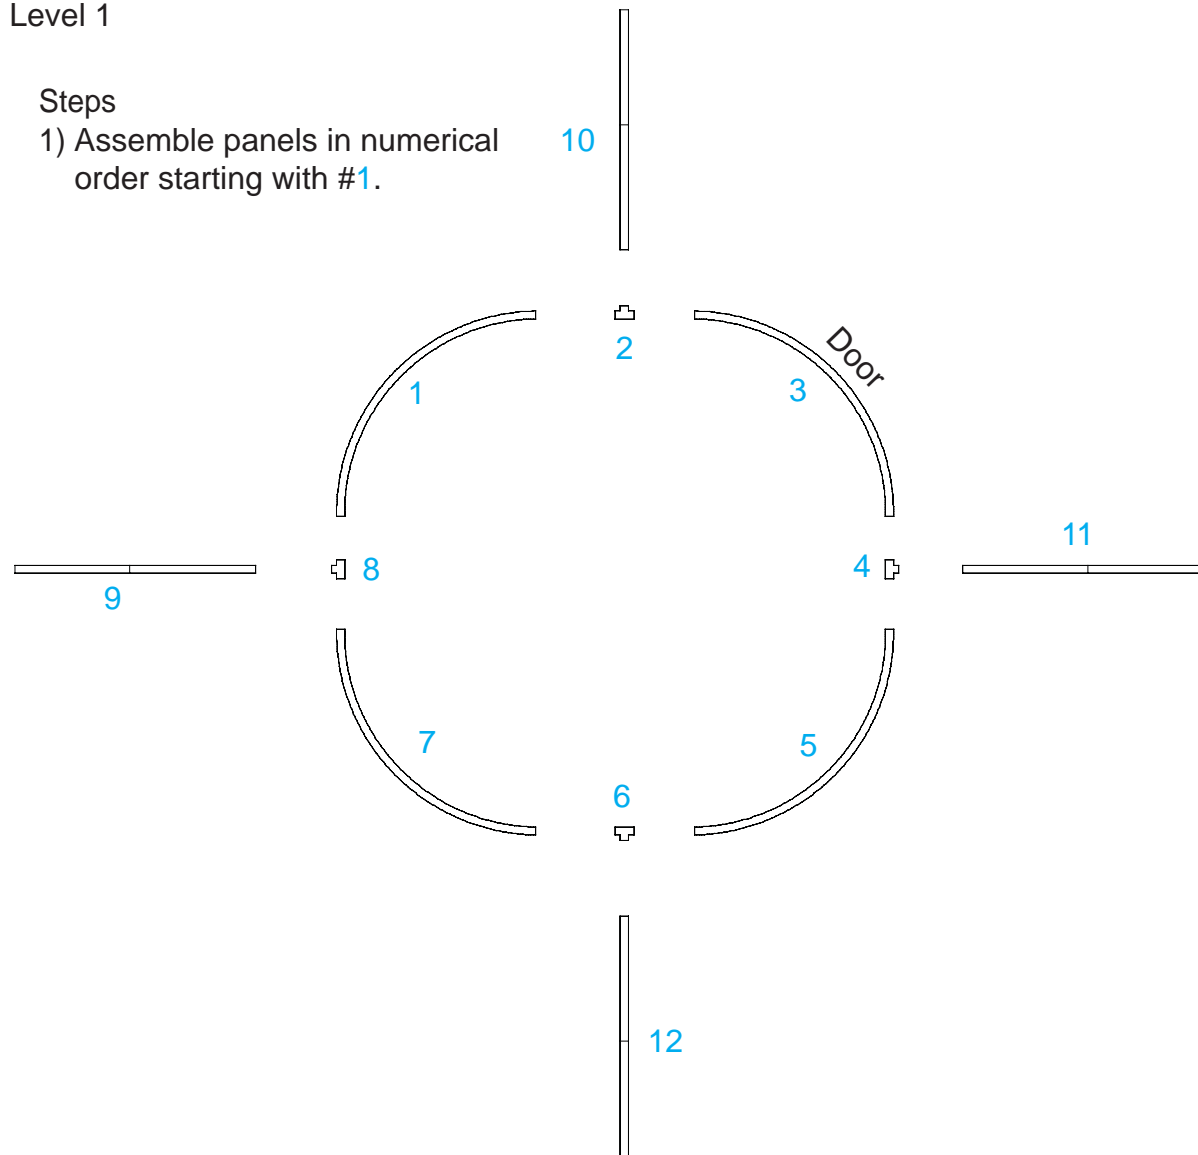 Level 1
Steps
1) Assemble panels in numerical
order starting with #1.
10
2
Door
1
3
11
9
8
4
7
5
6
12